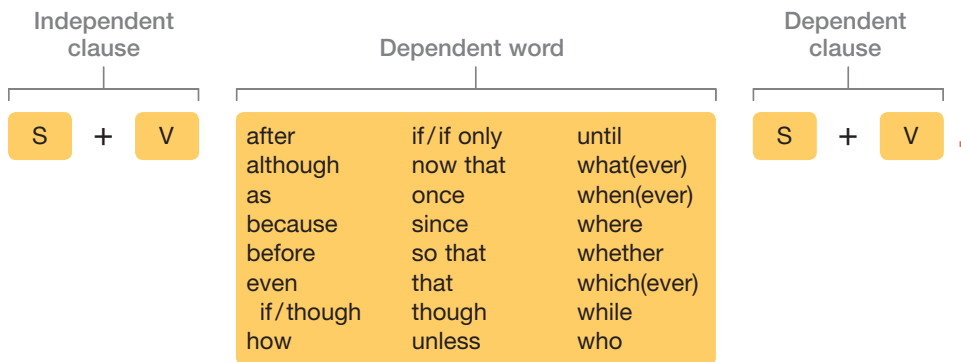 Independent
clause
Dependent word
Dependent
clause
S + V
after if/if only until
although now that what(ever)
as once when(ever)
because since where
before so that whether
even that which(ever)
if/though though while
how unless who
S + V